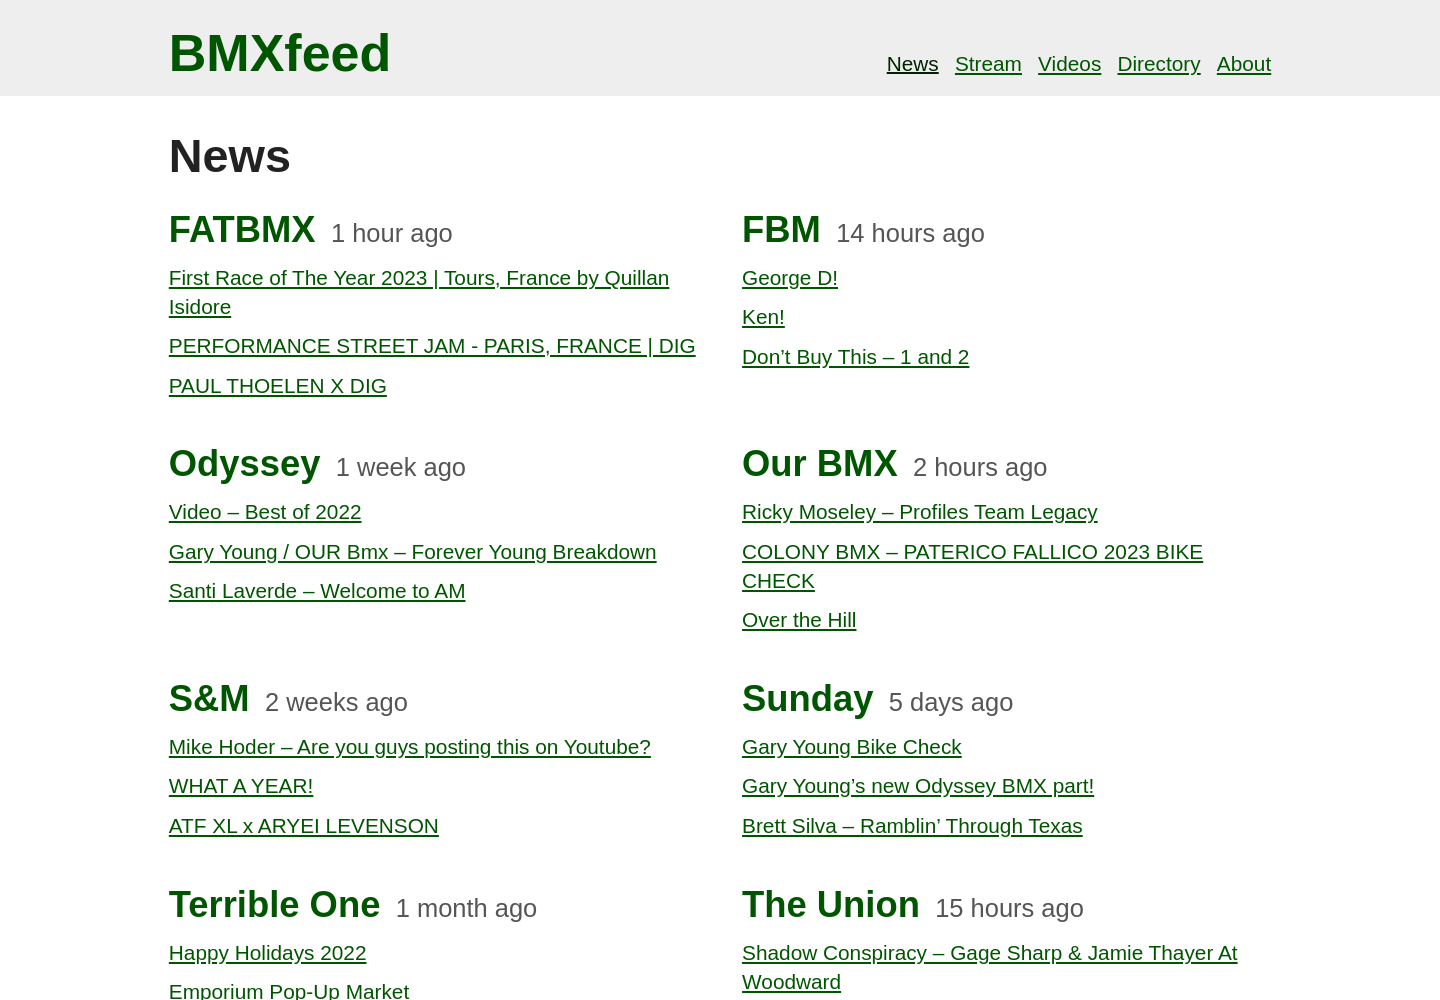 BMXfeed
News Stream Videos Directory About
News
FATBMX 1 hour ago
First Race of The Year 2023 | Tours, France by Quillan
Isidore
PERFORMANCE STREET JAM - PARIS, FRANCE | DIG
PAUL THOELEN X DIG
FBM 14 hours ago
George D!
Ken!
Don’t Buy This – 1 and 2
Odyssey 1 week ago
Video – Best of 2022
Gary Young / OUR Bmx – Forever Young Breakdown
Santi Laverde – Welcome to AM
Our BMX 2 hours ago
Ricky Moseley – Profiles Team Legacy
COLONY BMX – PATERICO FALLICO 2023 BIKE
CHECK
Over the Hill
S&M 2 weeks ago
Mike Hoder – Are you guys posting this on Youtube?
WHAT A YEAR!
ATF XL x ARYEI LEVENSON
Sunday 5 days ago
Gary Young Bike Check
Gary Young’s new Odyssey BMX part!
Brett Silva – Ramblin’ Through Texas
Terrible One 1 month ago
Happy Holidays 2022
Emporium Pop-Up Market
The Union 15 hours ago
Shadow Conspiracy – Gage Sharp & Jamie Thayer At
Woodward